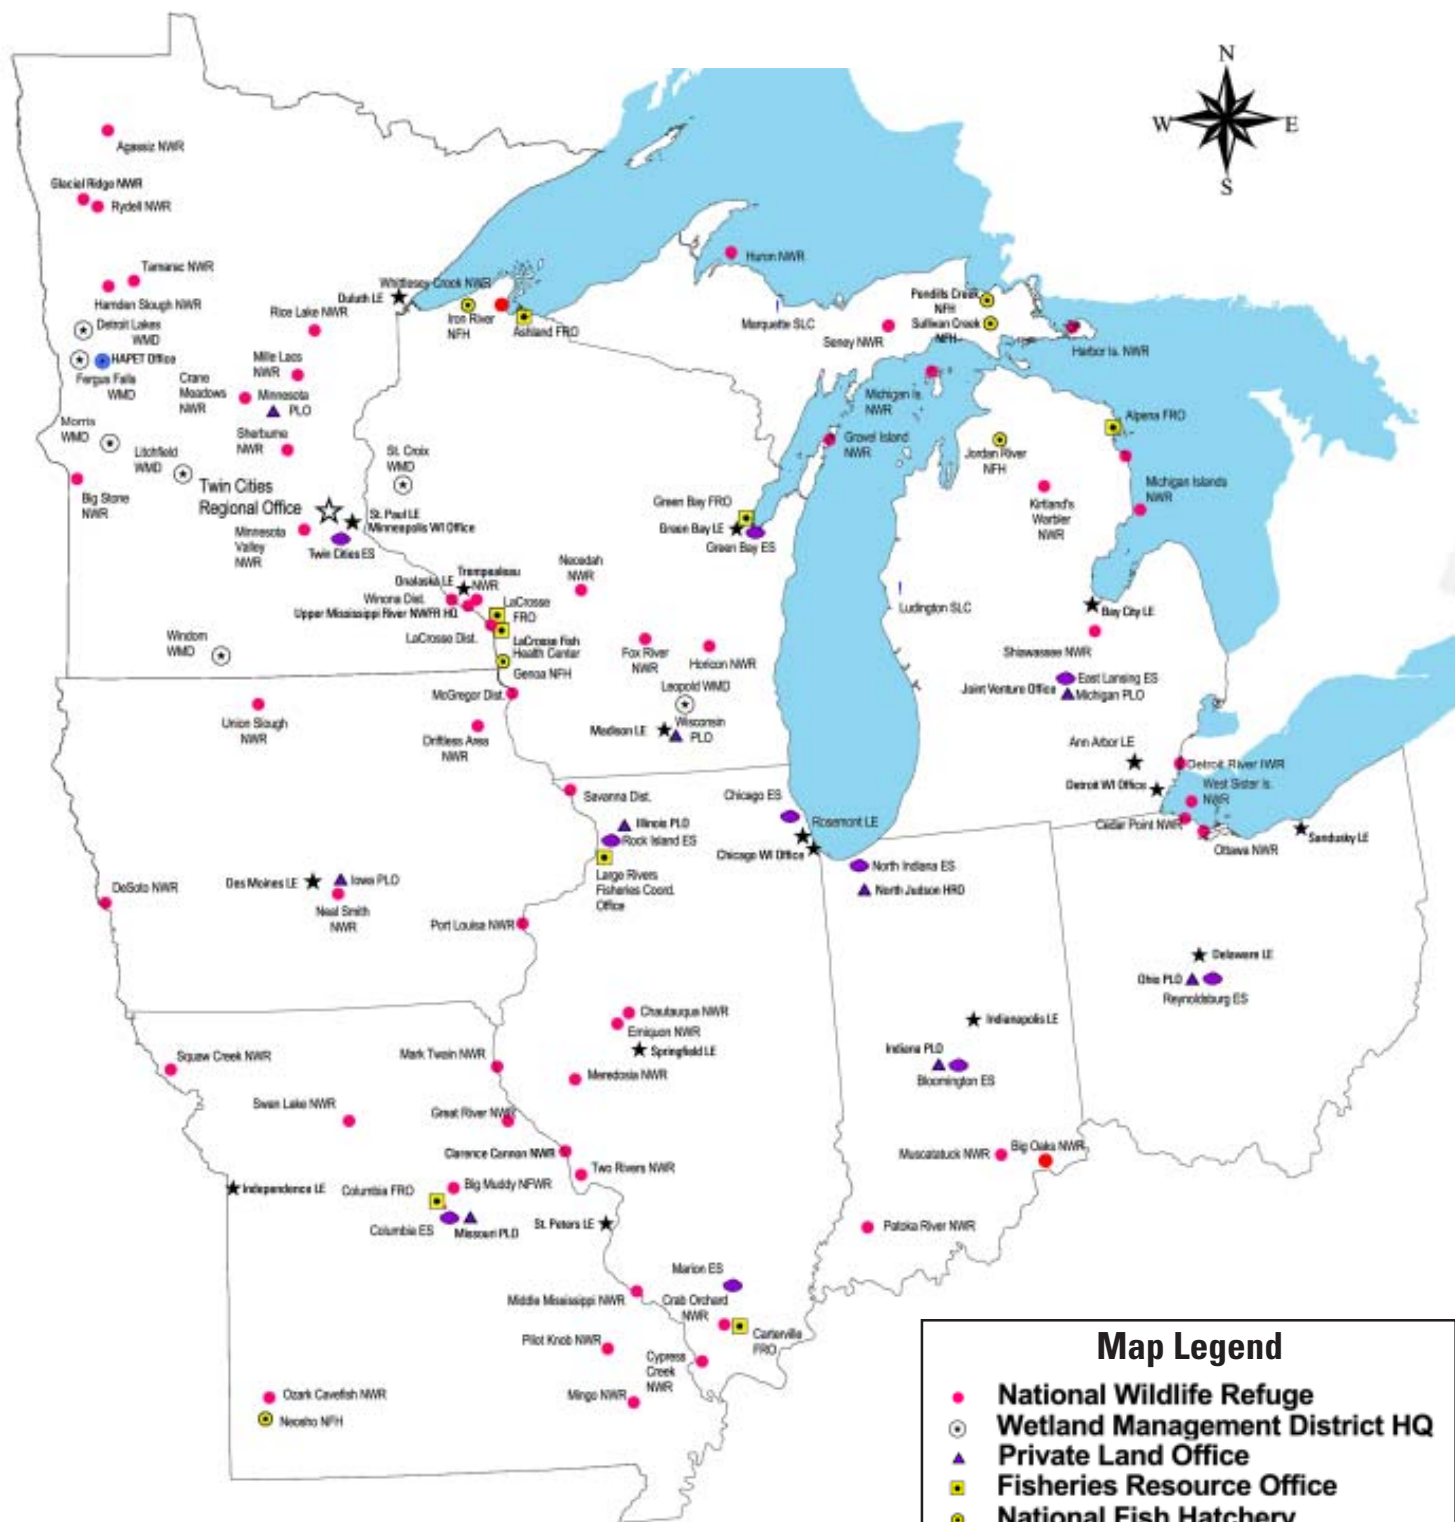 N
W
E
S
Agassiz NWR
Glacial Ridge NWR
Rydell NWR
Tamarac NWR
Hamden Slough NWR
Detroit Lakes
WMD
HAPET Office
Fergus Falls
WMD
Rice Lake NWR
Duluth LE
Whittlesey Creek NWR
Iron River
NFH
Ashland FRO
Huron NWR
Marquette SLC
Seney NWR
Pendills Creek
NFH
Sullivan Creek
NFH
Harbor Is. NWR
Mille Lacs
NWR
Crane
Meadows
NWR
Minnesota
PLO
Sherburne
NWR
Morris
WMD
Litchfield
WMD
Big Stone
NWR
Twin Cities
Regional Office
St. Croix
WMD
St. Paul LE
Minneapolis WI Office
Minnesota
Valley
NWR
Twin Cities ES
Michigan Is.
NWR
Gravel Island
NWR
Jordan River
NFH
Alpena FRO
Michigan Islands
NWR
Kirtland's
Warbler
NWR
Green Bay FRO
Green Bay LE
Green Bay ES
Necedah
NWR
Onalaska LE
Trempealeau
NWR
Winona Dist.
Upper Mississippi River NWFR HQ
LaCrosse
FRO
LaCrosse Dist.
LaCrosse Fish
Health Center
Genoa NFH
Windom
WMD
Ludington SLC
Bay City LE
Shiawassee NWR
Fox River
NWR
Horicon NWR
Leopold WMD
East Lansing ES
Joint Venture Office
Michigan PLO
McGregor Dist.
Union Slough
NWR
Driftless Area
NWR
Madison LE
Wisconsin
PLO
Ann Arbor LE
Detroit River IWR
Detroit WI Office
West Sister Is.
NWR
Cedar Point NWR
Ottawa NWR
Sandusky LE
Savanna Dist.
Chicago ES
Illinois PLO
Rock Island ES
Rosemont LE
Chicago WI Office
Large Rivers
Fisheries Coord.
Office
North Indiana ES
North Judson HRO
DeSoto NWR
Des Moines LE
Iowa PLO
Neal Smith
NWR
Port Louisa NWR
Delaware LE
Ohio PLO
Reynoldsburg ES
Chautauqua NWR
Emiquon NWR
Springfield LE
Indianapolis LE
Indiana PLO
Bloomington ES
Squaw Creek NWR
Mark Twain NWR
Meredosia NWR
Swan Lake NWR
Great River NWR
Clarence Cannon NWR
Two Rivers NWR
Muscatatuck NWR
Big Oaks NWR
Independence LE
Columbia FRO
Big Muddy NFWR
Columbia ES
Missouri PLO
St. Peters LE
Patoka River NWR
Marion ES
Middle Mississippi NWR
Crab Orchard
NWR
Carterville
FRO
Pilot Knob NWR
Cypress
Creek
NWR
Mingo NWR
Ozark Cavefish NWR
Neosho NFH
Map Legend
National Wildlife Refuge
Wetland Management District HQ
Private Land Office
Fisheries Resource Office
National Fish Hatchery